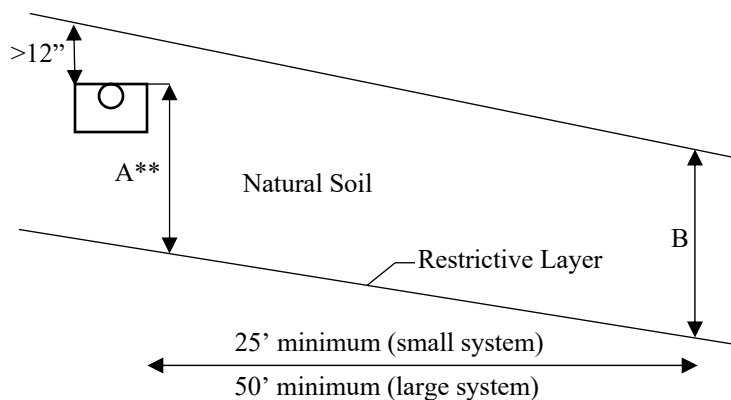 >12”
A**
Natural Soil
B
Restrictive Layer
25’ minimum (small system)
50’ minimum (large system)